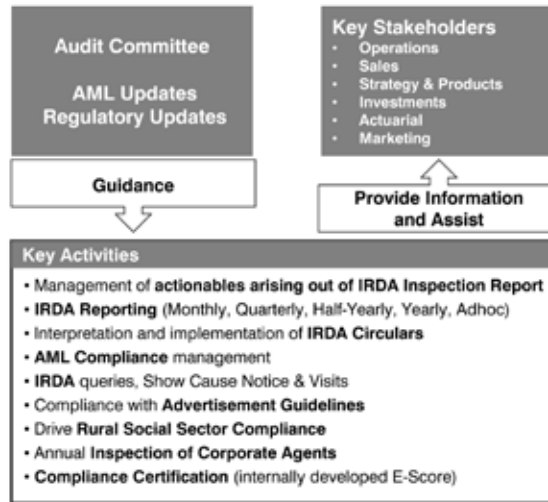 Audit Committee
AML Updates
Regulatory Updates
Guidance
Key Stakeholders
• Operations
• Sales
• Strategy & Products
• Investments
• Actuarial
• Marketing
Provide Information
and Assist
Key Activities
• Management of actionables arising out of IRDA Inspection Report
• IRDA Reporting (Monthly, Quarterly, Half-Yearly, Yearly, Adhoc)
• Interpretation and implementation of IRDA Circulars
• AML Compliance management
• IRDA queries, Show Cause Notice & Visits
• Compliance with Advertisement Guidelines
• Drive Rural Social Sector Compliance
• Annual Inspection of Corporate Agents
• Compliance Certification (internally developed E-Score)